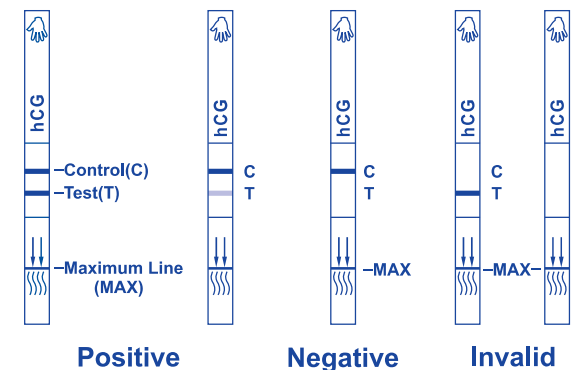 hCG
hCG
hCG
hCG
hCG
Control(C)
Test(T)
C
T
C
T
C
T
Maximum Line
(MAX)
MAX
MAX
Positive
Negative
Invalid